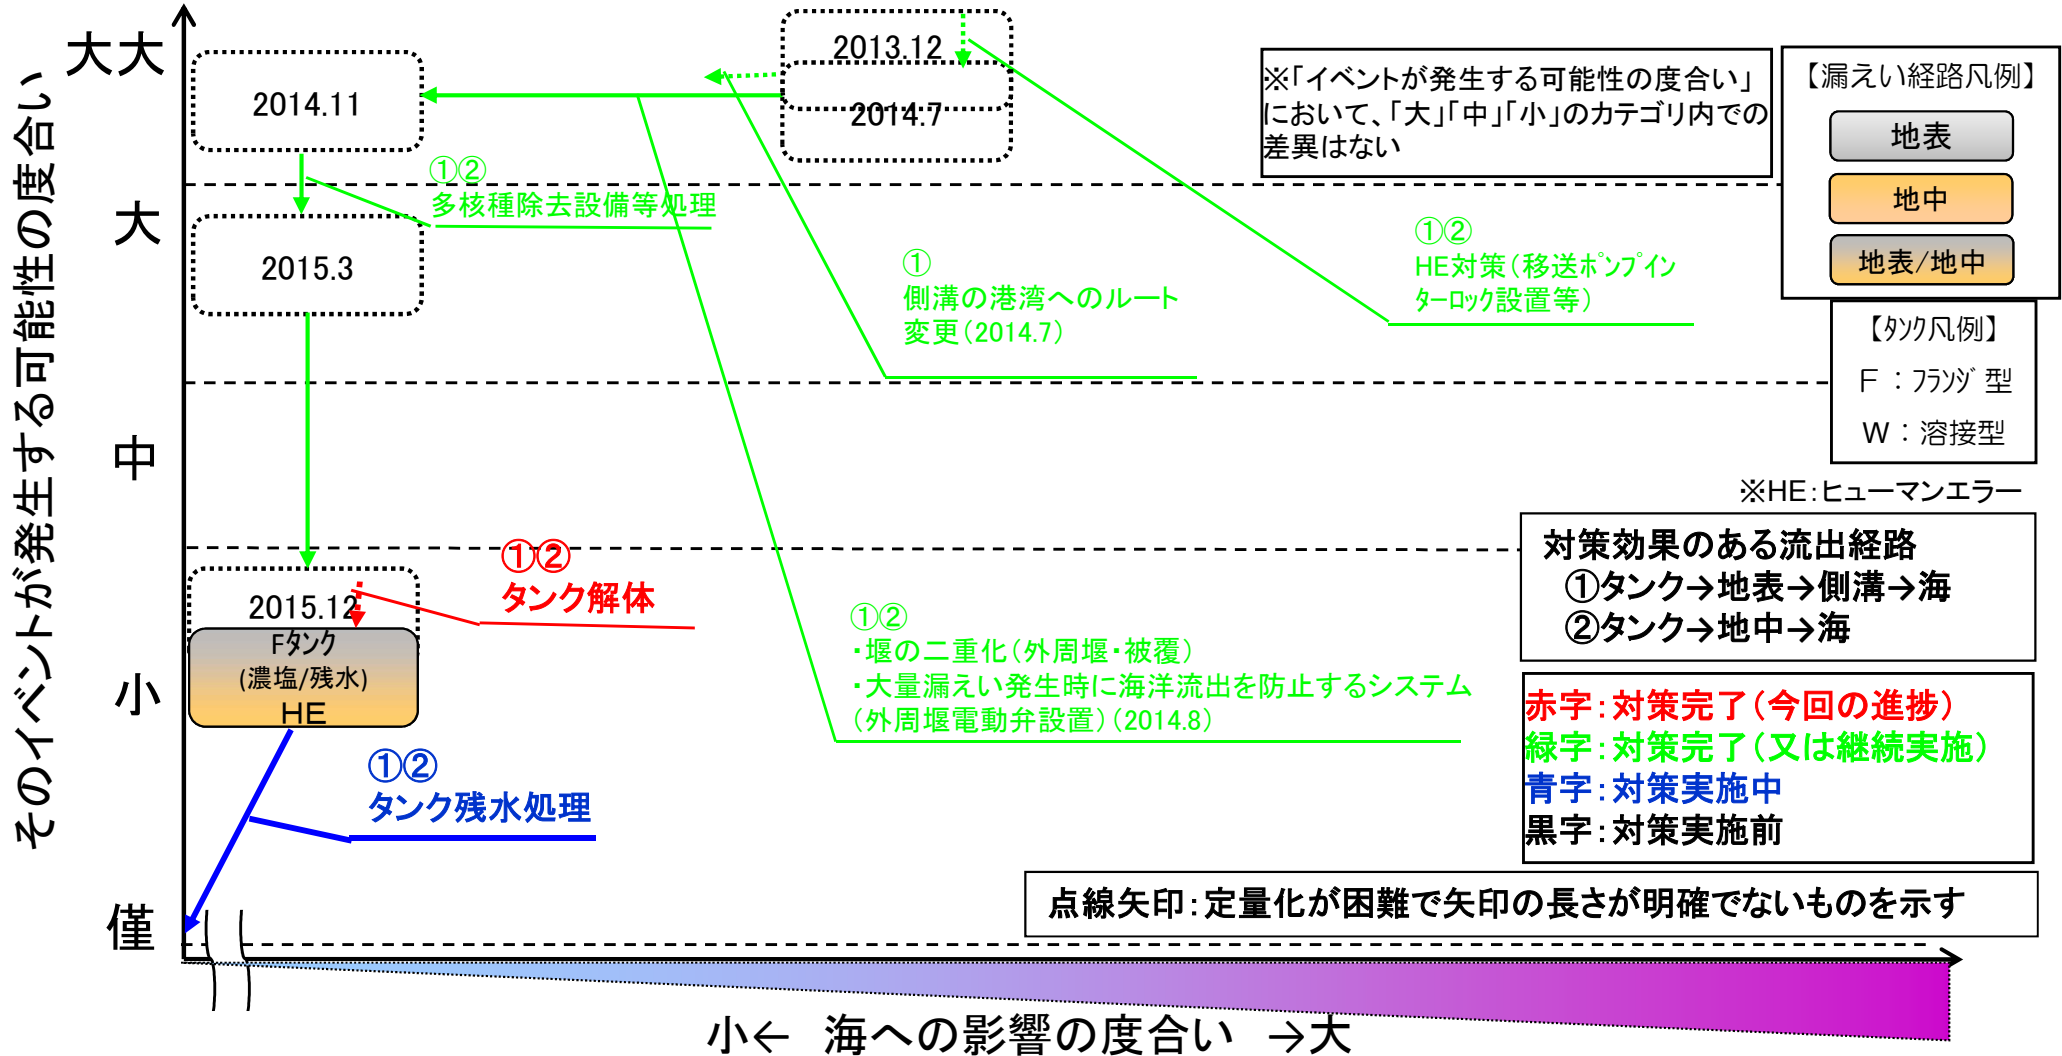 そのイベントが発生する可能性の度合い
大大
大
中
小
僅
2013.12
2014.7
2014.11
2015.3
2015.12
①②
多核種除去設備等処理
①
側溝の港湾へのルート
変更(2014.7)
①②
HE対策(移送ﾎﾟﾝﾌﾟｲﾝ
ﾀｰﾛｯｸ設置等)
※「イベントが発生する可能性の度合い」
において、「大」「中」「小」のカテゴリ内での
差異はない
【漏えい経路凡例】
地表
地中
地表/地中
【ﾀﾝｸ凡例】
F：ﾌﾗﾝｼﾞ型
W：溶接型
※HE:ヒューマンエラー
①②
タンク解体
Fﾀﾝｸ
(濃塩/残水)
HE
①②
タンク残水処理
①②
・堰の二重化(外周堰・被覆)
・大量漏えい発生時に海洋流出を防止するシステム
(外周堰電動弁設置)(2014.8)
対策効果のある流出経路
①タンク→地表→側溝→海
②タンク→地中→海
赤字:対策完了(今回の進捗)
緑字:対策完了(又は継続実施)
青字:対策実施中
黒字:対策実施前
点線矢印:定量化が困難で矢印の長さが明確でないものを示す
小← 海への影響の度合い →大